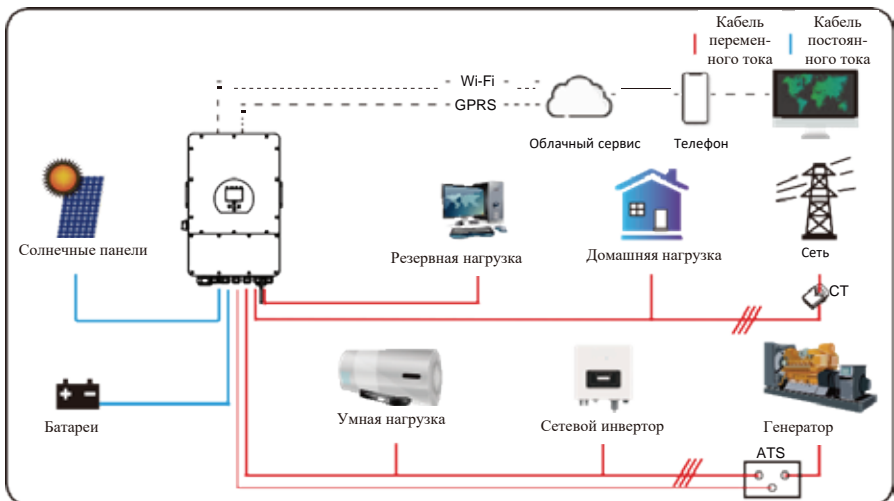 Кабель
перемен-
ного тока
Кабель
постоян-
ного тока
Wi-Fi
GPRS
Облачный сервис
Телефон
Солнечные панели
Резервная нагрузка
Домашняя нагрузка
Сеть
CT
Батареи
Умная нагрузка
Сетевой инвертор
Генератор
ATS